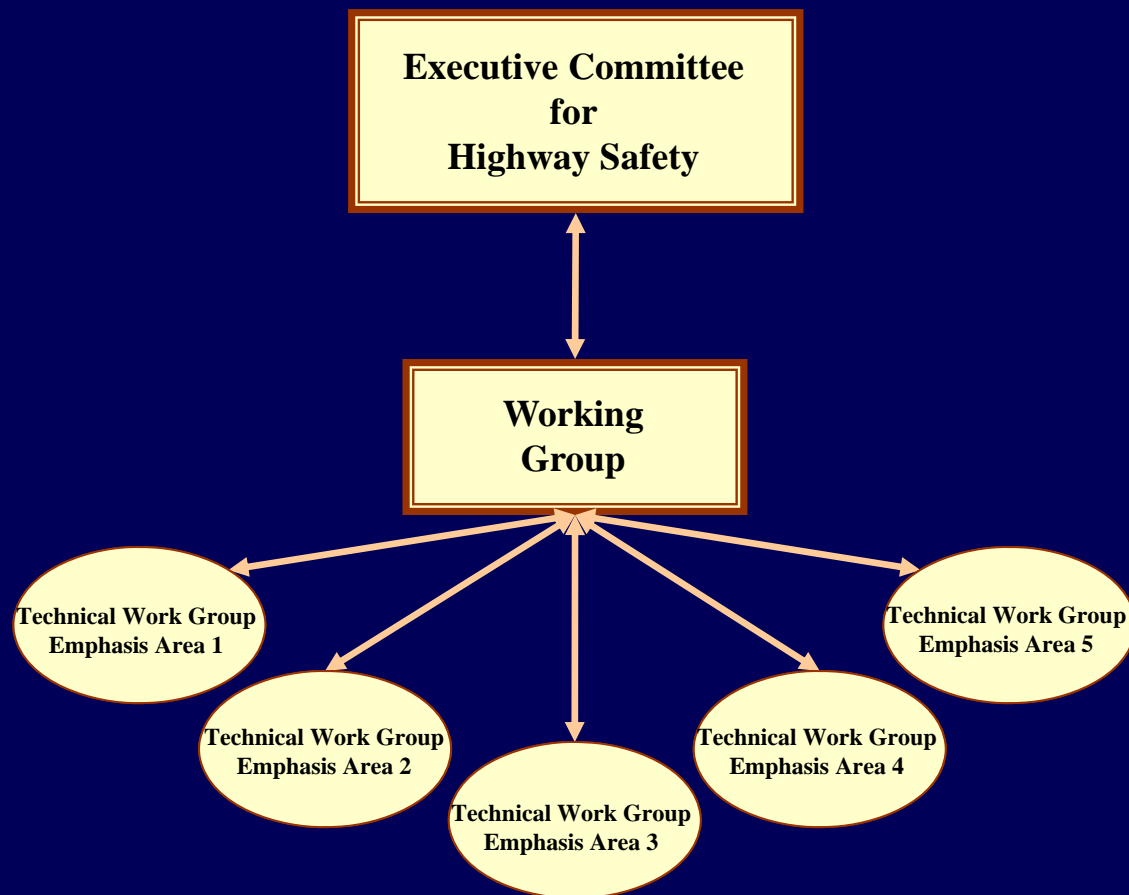 Executive Committee
for
Highway Safety
Working
Group
Technical Work Group
Emphasis Area 1
Technical Work Group
Emphasis Area 2
Technical Work Group
Emphasis Area 3
Technical Work Group
Emphasis Area 4
Technical Work Group
Emphasis Area 5